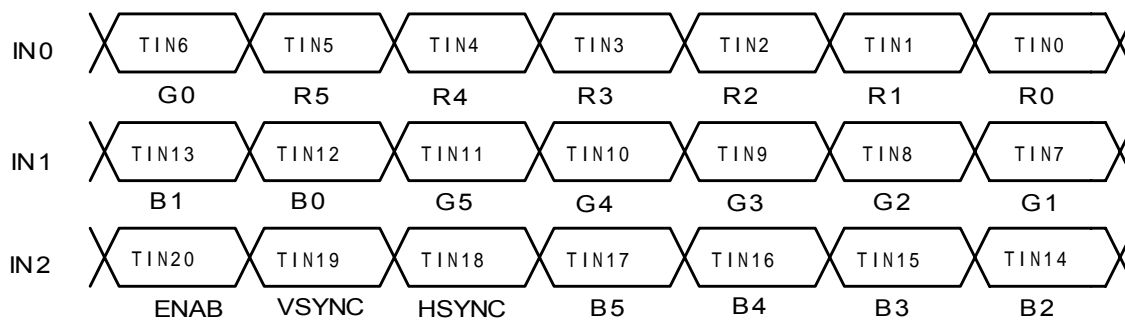 IN0 TIN6 TIN5 TIN4 TIN3 TIN2 TIN1 TIN0
G0 R5 R4 R3 R2 R1 R0
IN1 TIN13 TIN12 TIN11 TIN10 TIN9 TIN8 TIN7
B1 B0 G5 G4 G3 G2 G1
IN2 TIN20 TIN19 TIN18 TIN17 TIN16 TIN15 TIN14
ENAB VSYNC HSYNC B5 B4 B3 B2